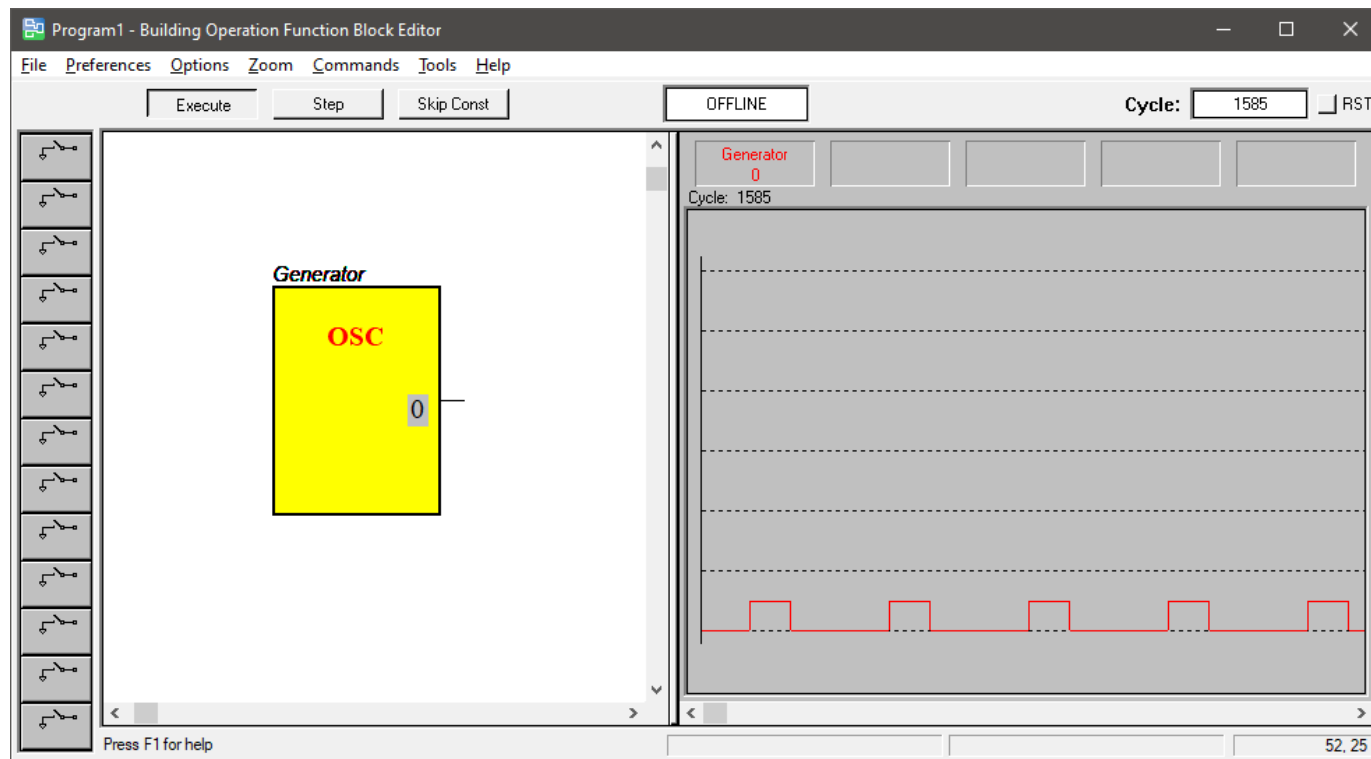 Program1 - Building Operation Function Block Editor
File Preferences Options Zoom Commands Tools Help
Execute Step Skip Const OFFLINE Cycle: 1585 RST
Generator
0
Cycle: 1585
Generator
OSC
0
Press F1 for help
52, 25